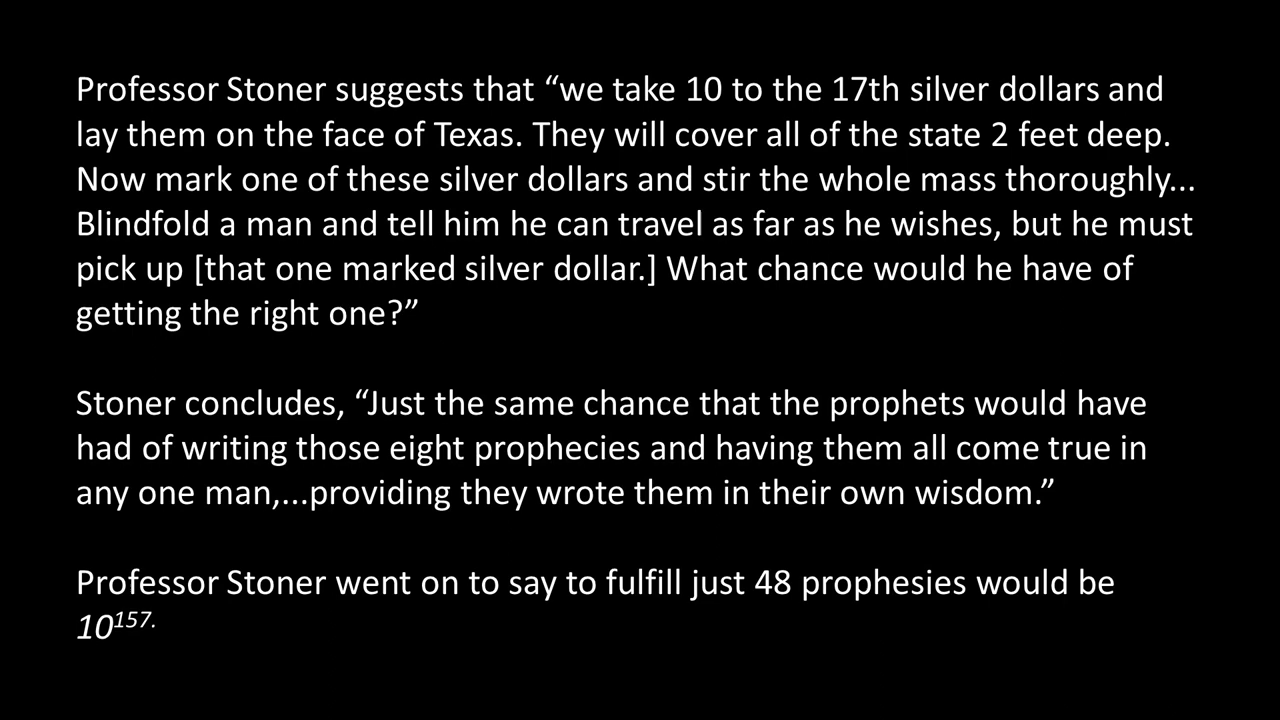 Professor Stoner suggests that “we take 10 to the 17th silver dollars and
lay them on the face of Texas. They will cover all of the state 2 feet deep.
Now mark one of these silver dollars and stir the whole mass thoroughly...
Blindfold a man and tell him he can travel as far as he wishes, but he must
pick up [that one marked silver dollar.] What chance would he have of
getting the right one?”
Stoner concludes, “Just the same chance that the prophets would have
had of writing those eight prophecies and having them all come true in
any one man,...providing they wrote them in their own wisdom.”
Professor Stoner went on to say to fulfill just 48 prophesies would be
10¹⁵⁷.